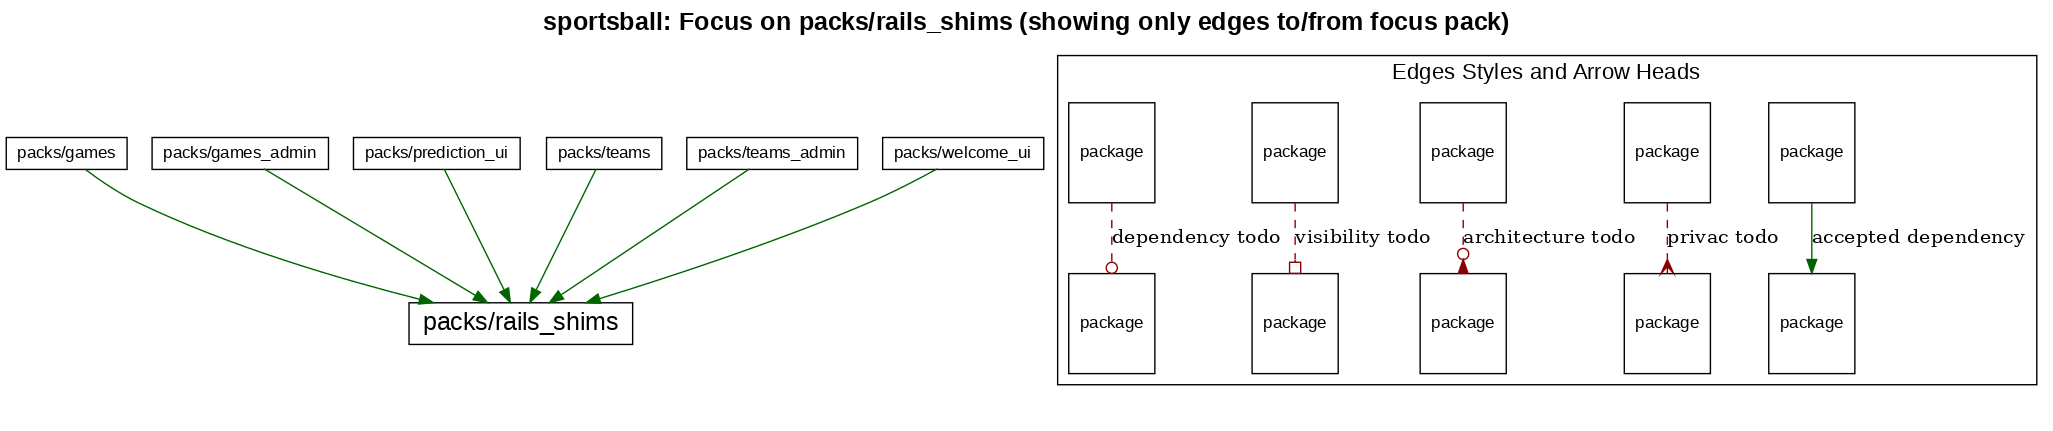 sportsball: Focus on packs/rails_shims (showing only edges to/from focus pack)
packs/games
packs/games_admin
packs/prediction_ui
packs/teams
packs/teams_admin
packs/welcome_ui
packs/rails_shims
Edges Styles and Arrow Heads
package
package
package
package
package
dependency todo
visibility todo
architecture todo
privac todo
accepted dependency
package
package
package
package
package